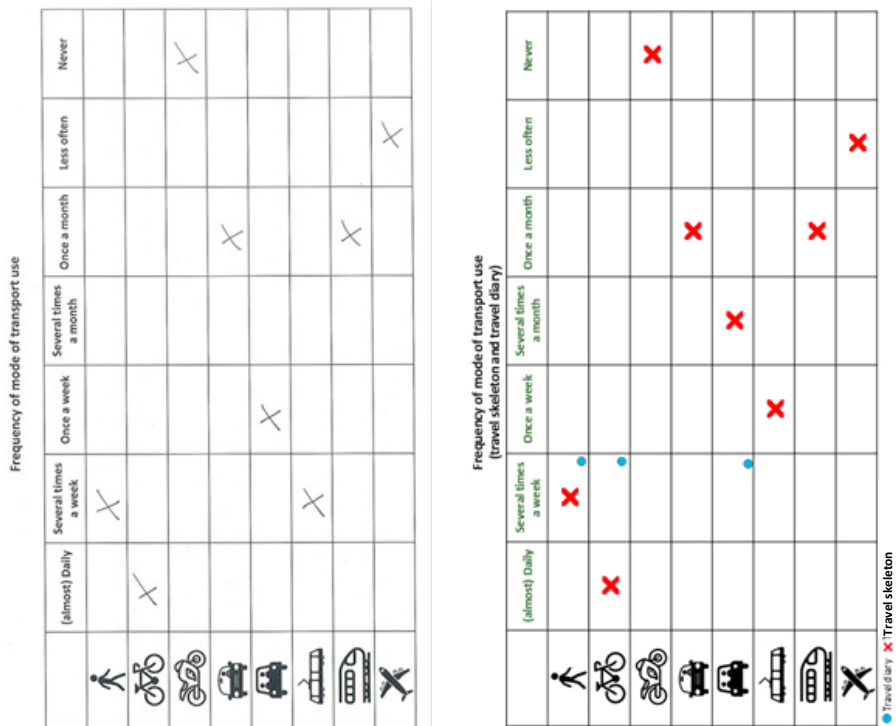 Frequency of mode of transport use
(almost) Daily
Several times
a week
Once a week
Several times
a month
Once a month
Less often
Never
Frequency of mode of transport use
(travel skeleton and travel diary)
(almost) Daily
Several times
a week
Once a week
Several times
a month
Once a month
Less often
Never
Travel diary
Travel skeleton